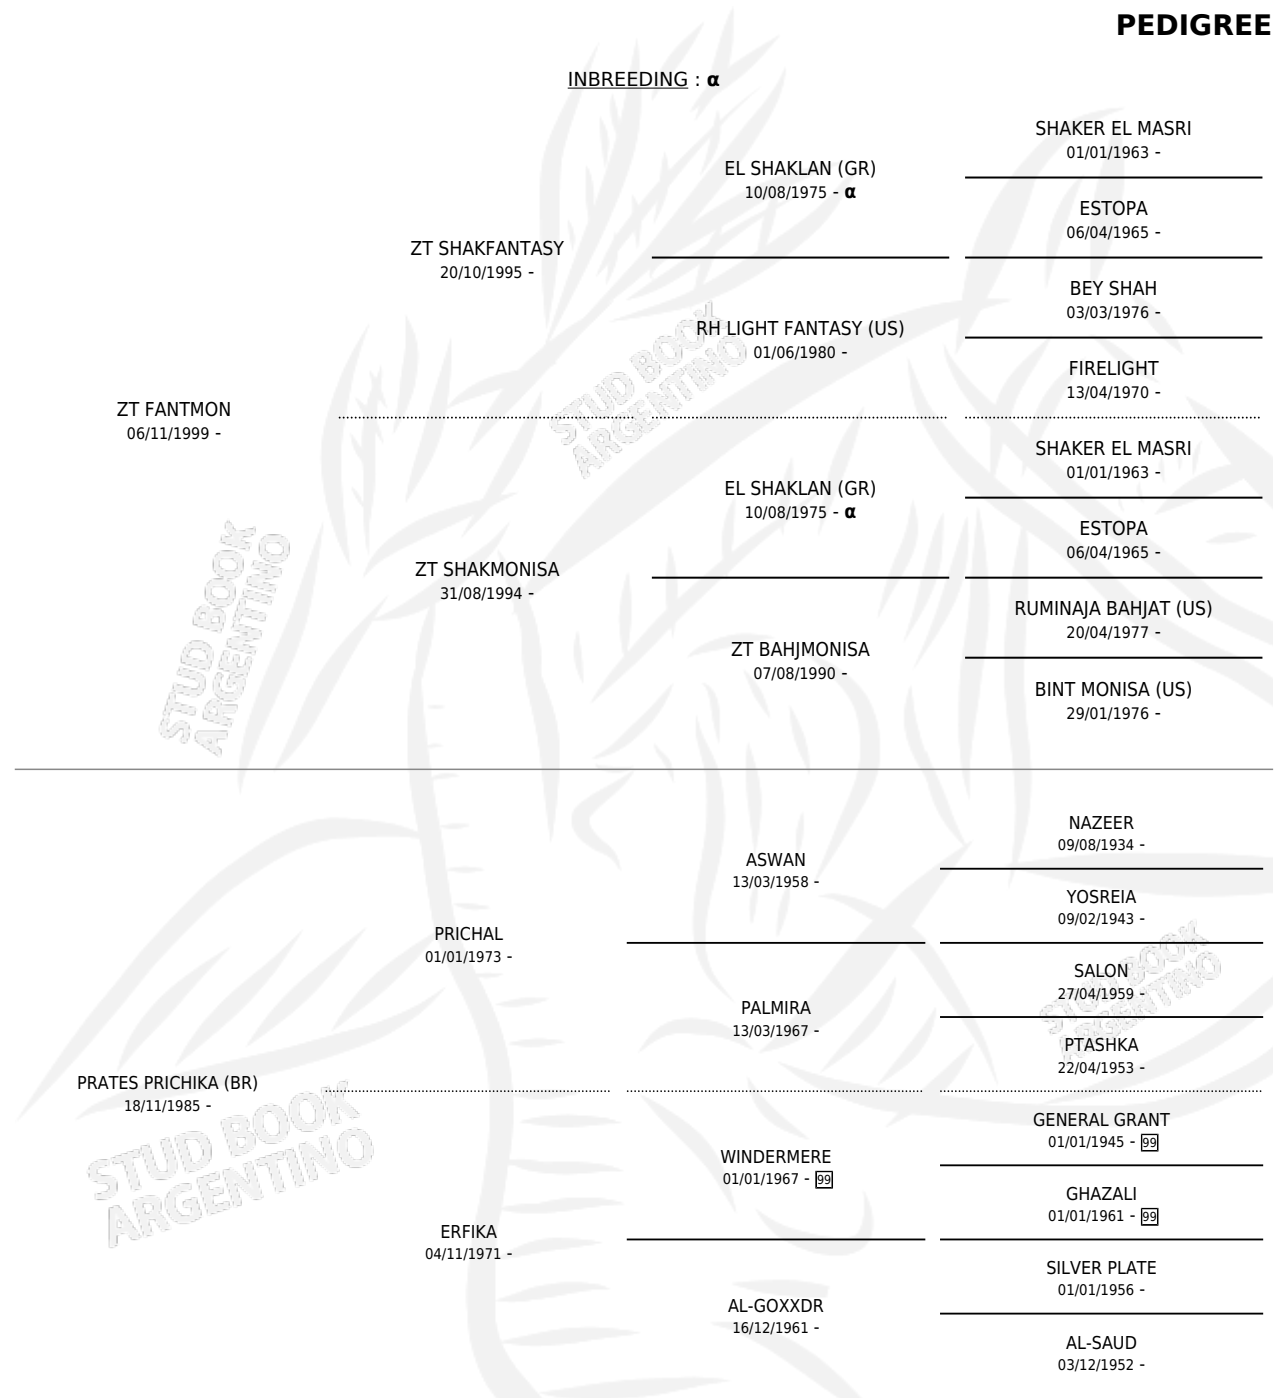 PEDIGREE
INBREEDING : α
SHAKER EL MASRI
01/01/1963 -
EL SHAKLAN (GR)
10/08/1975 - α
ESTOPA
06/04/1965 -
ZT SHAKFANTASY
20/10/1995 -
BEY SHAH
03/03/1976 -
RH LIGHT FANTASY (US)
01/06/1980 -
FIRELIGHT
13/04/1970 -
ZT FANTMON
06/11/1999 -
STUD BOOK
ARGENTINO
SHAKER EL MASRI
01/01/1963 -
EL SHAKLAN (GR)
10/08/1975 - α
ESTOPA
06/04/1965 -
ZT SHAKMONISA
31/08/1994 -
RUMINAJA BAHJAT (US)
20/04/1977 -
ZT BAHJMONISA
07/08/1990 -
BINT MONISA (US)
29/01/1976 -
STUD BOOK
ARGENTINO
NAZEER
09/08/1934 -
ASWAN
13/03/1958 -
YOSREIA
09/02/1943 -
PRICHAL
01/01/1973 -
SALON
27/04/1959 -
PALMIRA
13/03/1967 -
PTASHKA
22/04/1953 -
STUD BOOK
ARGENTINO
PRATES PRICHIKA (BR)
18/11/1985 -
GENERAL GRANT
01/01/1945 - 99
WINDERMERE
01/01/1967 - 99
GHAZALI
01/01/1961 - 99
STUD BOOK
ARGENTINO
ERFIKA
04/11/1971 -
SILVER PLATE
01/01/1956 -
AL-GOXXDR
16/12/1961 -
AL-SAUD
03/12/1952 -